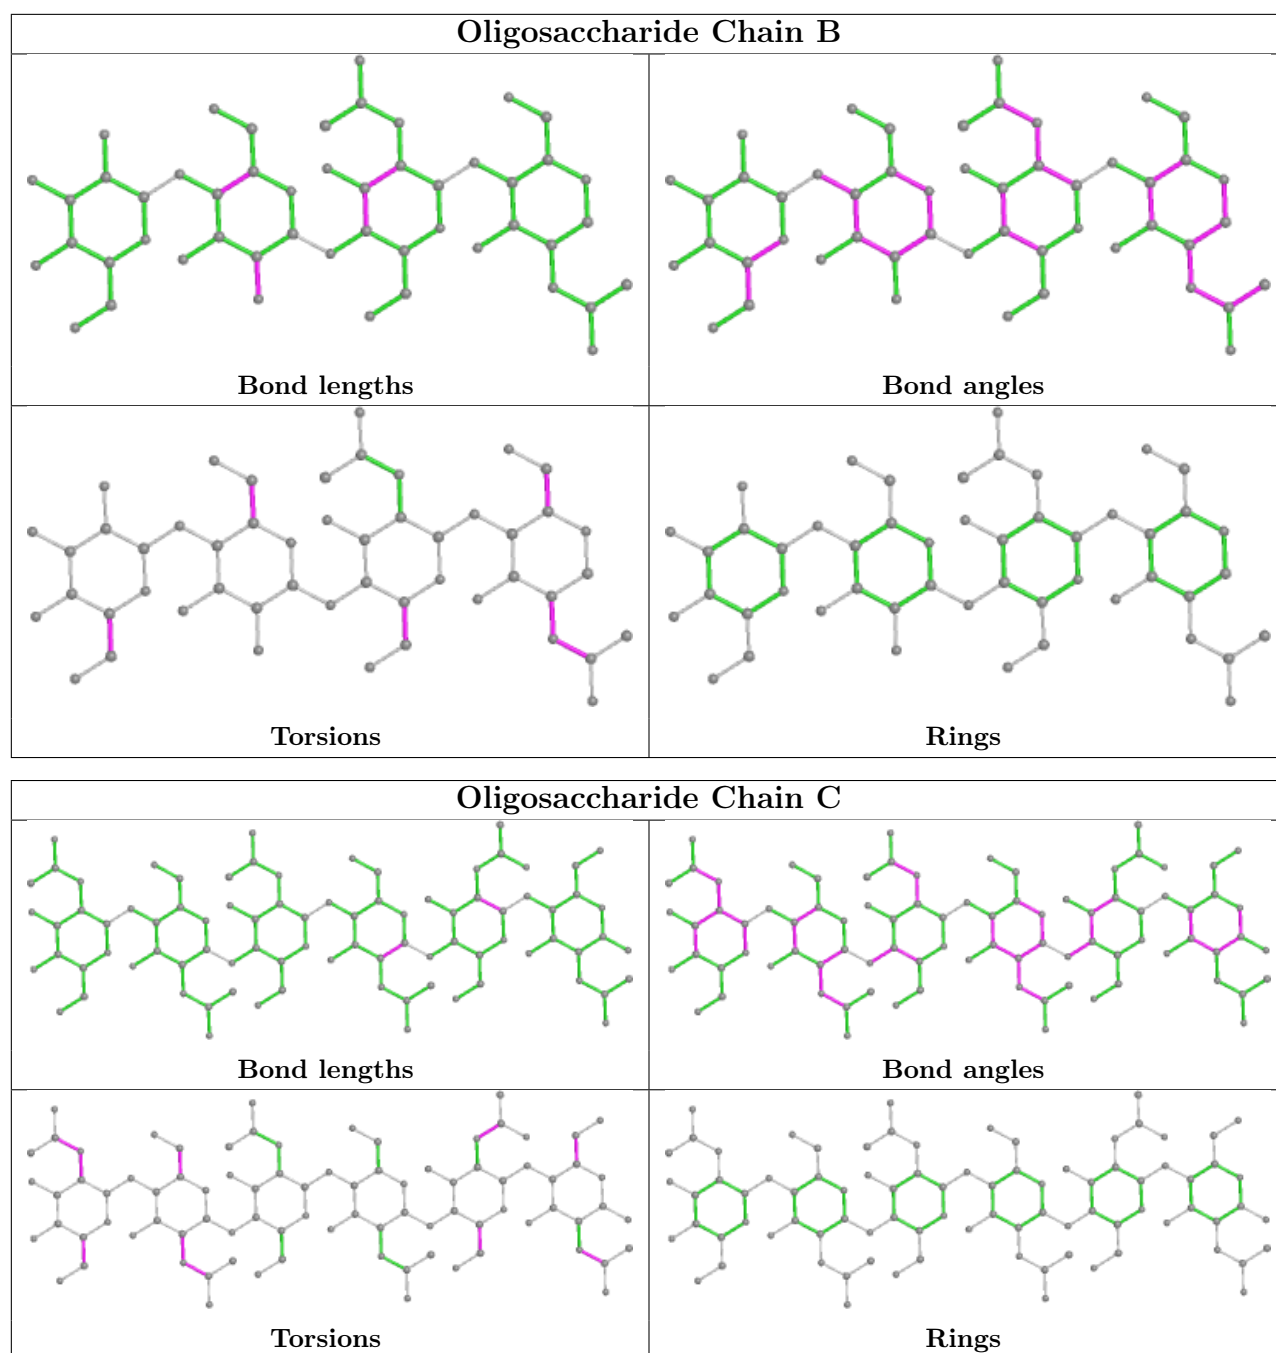 Oligosaccharide Chain B
Bond lengths
Bond angles
Torsions
Rings
Oligosaccharide Chain C
Bond lengths
Bond angles
Torsions
Rings